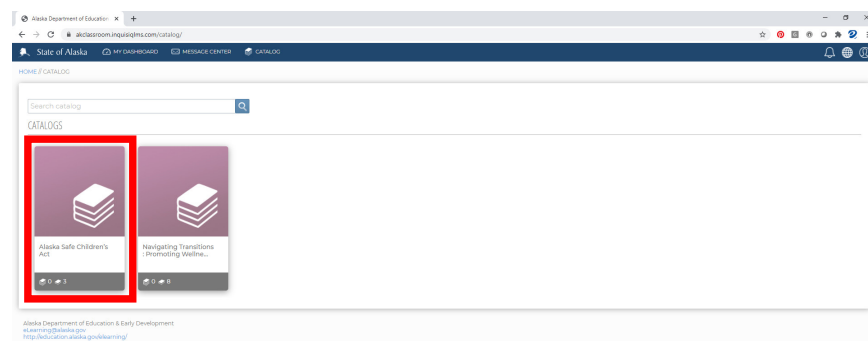 Alaska Department of Education
akclassroom.inquisiqlms.com/catalog/
State of Alaska MY DASHBOARD MESSAGE CENTER CATALOG
HOME // CATALOG
Search catalog
CATALOGS
Alaska Safe Children's
Act
0 3
Navigating Transitions
: Promoting Wellne...
0 8
Alaska Department of Education & Early Development
eLearning@alaska.gov
http://education.alaska.gov/elearning/